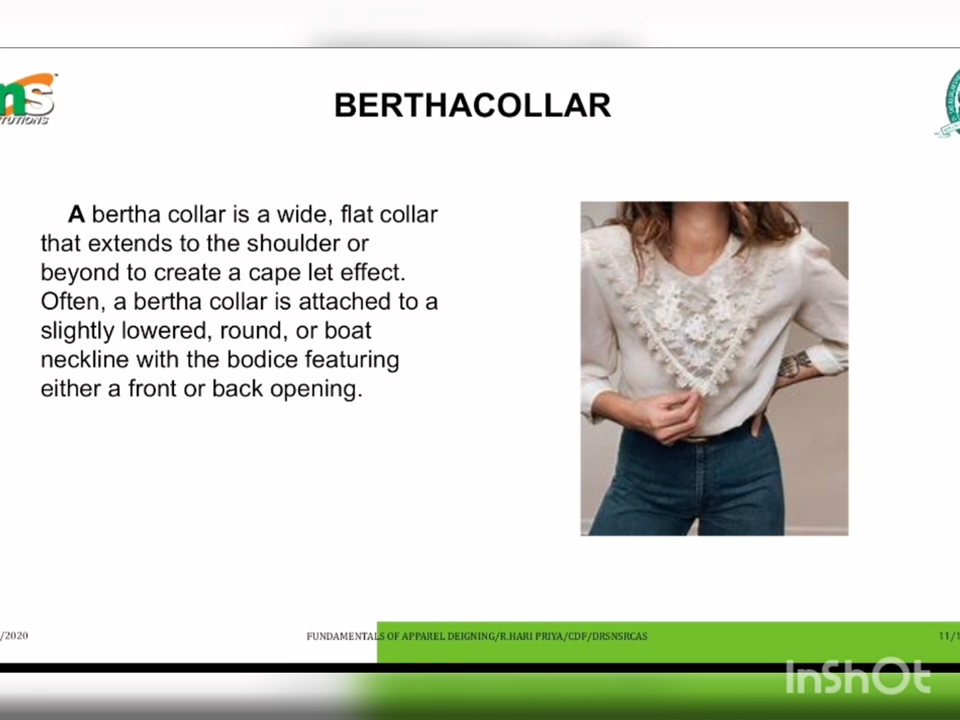 BERTHACOLLAR
A bertha collar is a wide, flat collar
that extends to the shoulder or
beyond to create a cape let effect.
Often, a bertha collar is attached to a
slightly lowered, round, or boat
neckline with the bodice featuring
either a front or back opening.
/2020
FUNDAMENTALS OF APPAREL DEIGNING/R.HARI PRIYA/CDF/DRSNSRCAS
11/1
InShOt